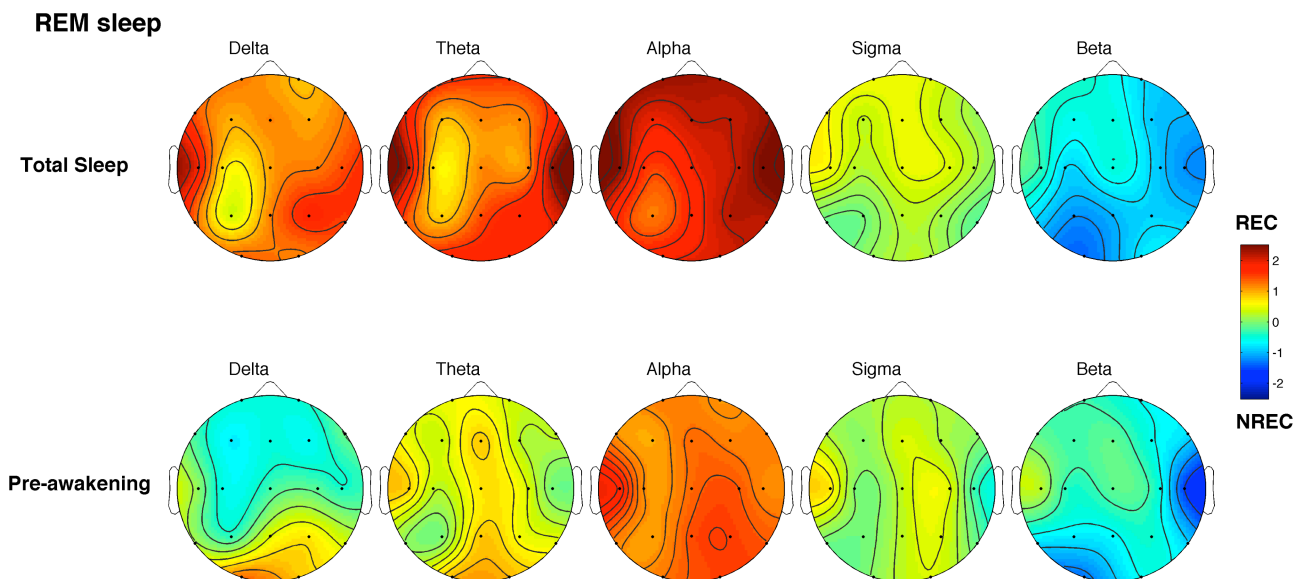 REM sleep
Delta Theta Alpha Sigma Beta
Total Sleep
REC
2
1
0
-1
-2
NREC
Delta Theta Alpha Sigma Beta
Pre-awakening